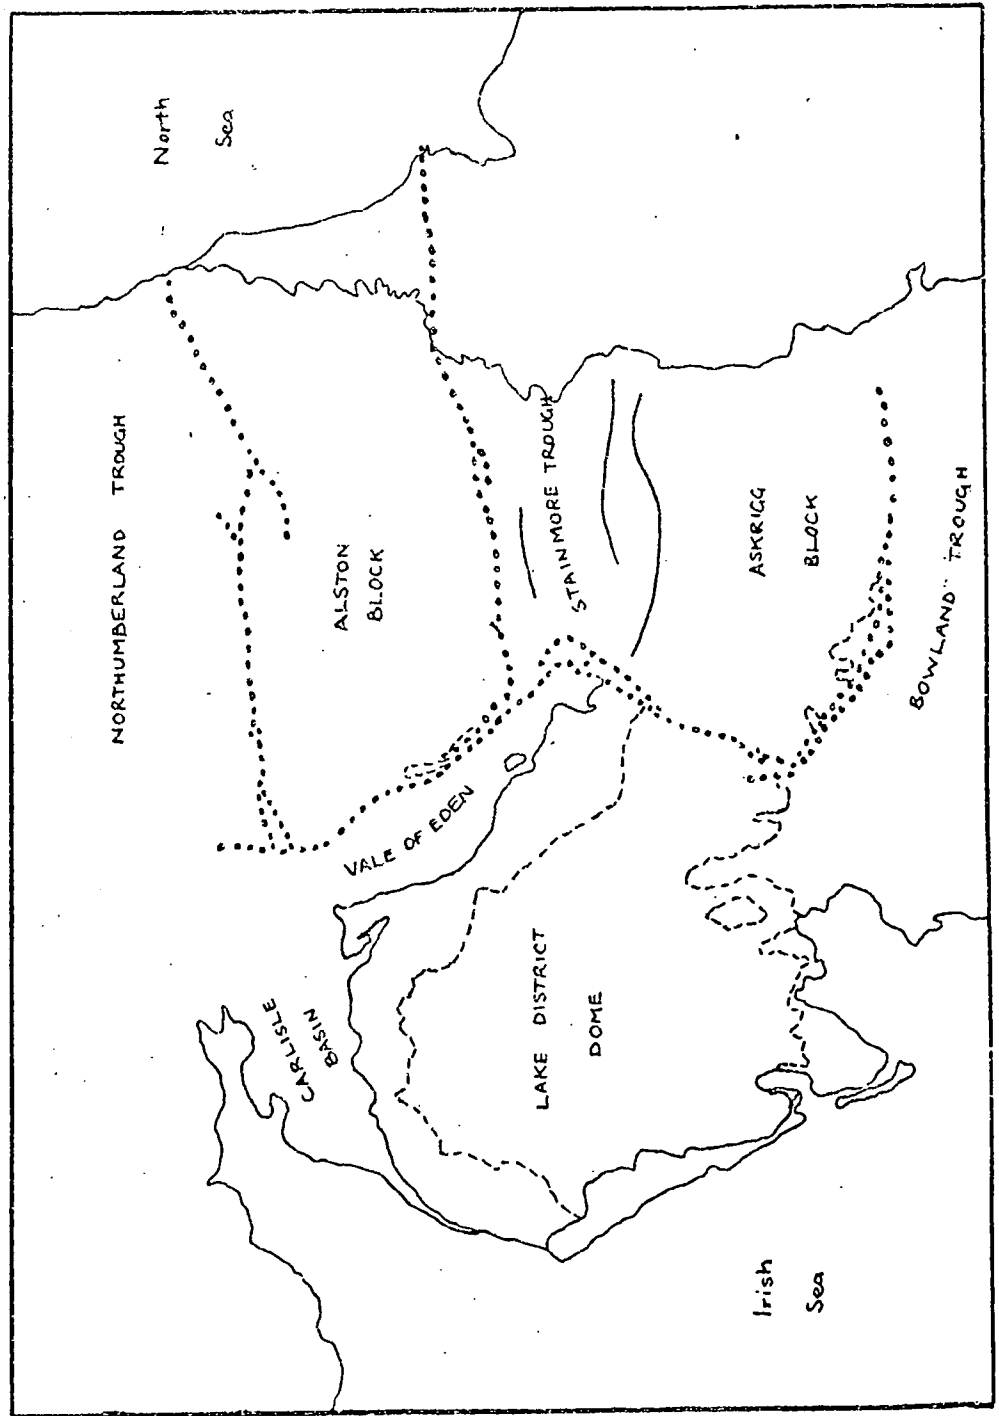 North
Sea
NORTHUMBERLAND TROUGH
ALSTON
BLOCK
STAINMORE TROUGH
ASKRIGG
BLOCK
BOWLAND TROUGH
VALE OF EDEN
CARLISLE
BASIN
LAKE DISTRICT
DOME
Irish
Sea